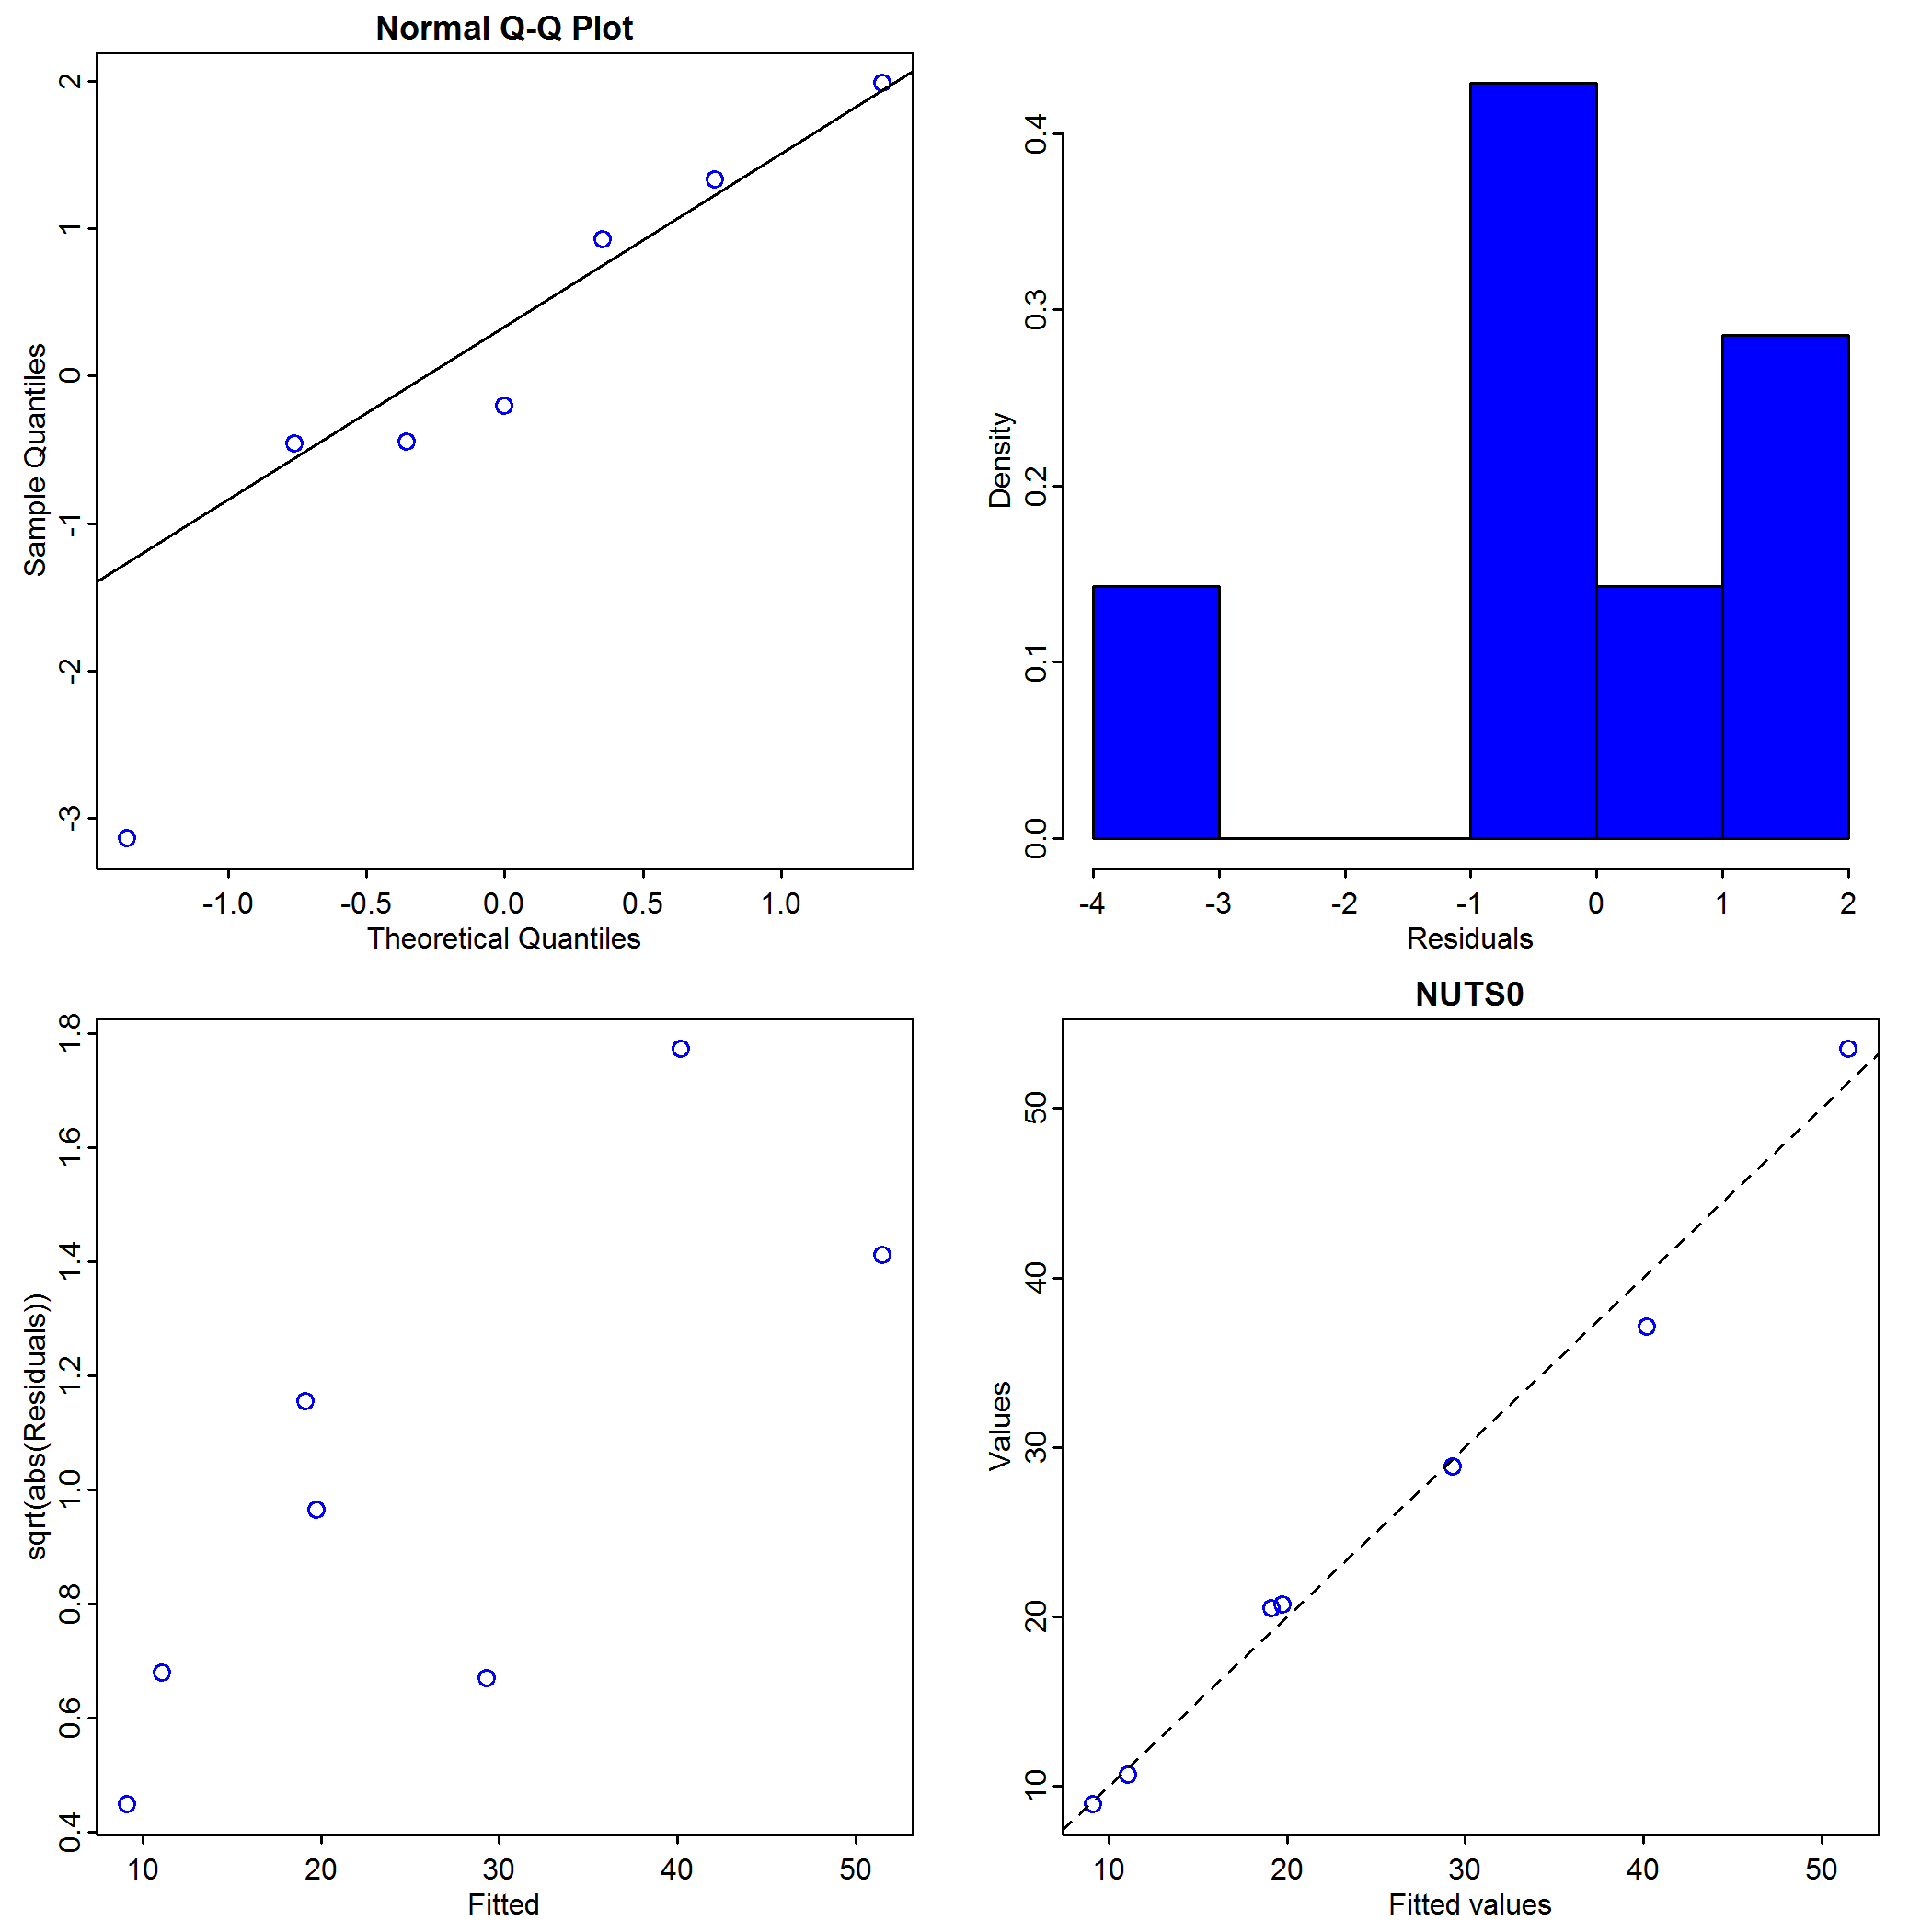 Normal Q-Q Plot
Sample Quantiles
2
1
0
-1
-2
-3
-1.0 -0.5 0.0 0.5 1.0
Theoretical Quantiles
Density
0.4
0.3
0.2
0.1
0.0
-4 -3 -2 -1 0 1 2
Residuals
sqrt(abs(Residuals))
1.8
1.6
1.4
1.2
1.0
0.8
0.6
0.4
10 20 30 40 50
Fitted
NUTS0
Values
50
40
30
20
10
10 20 30 40 50
Fitted values